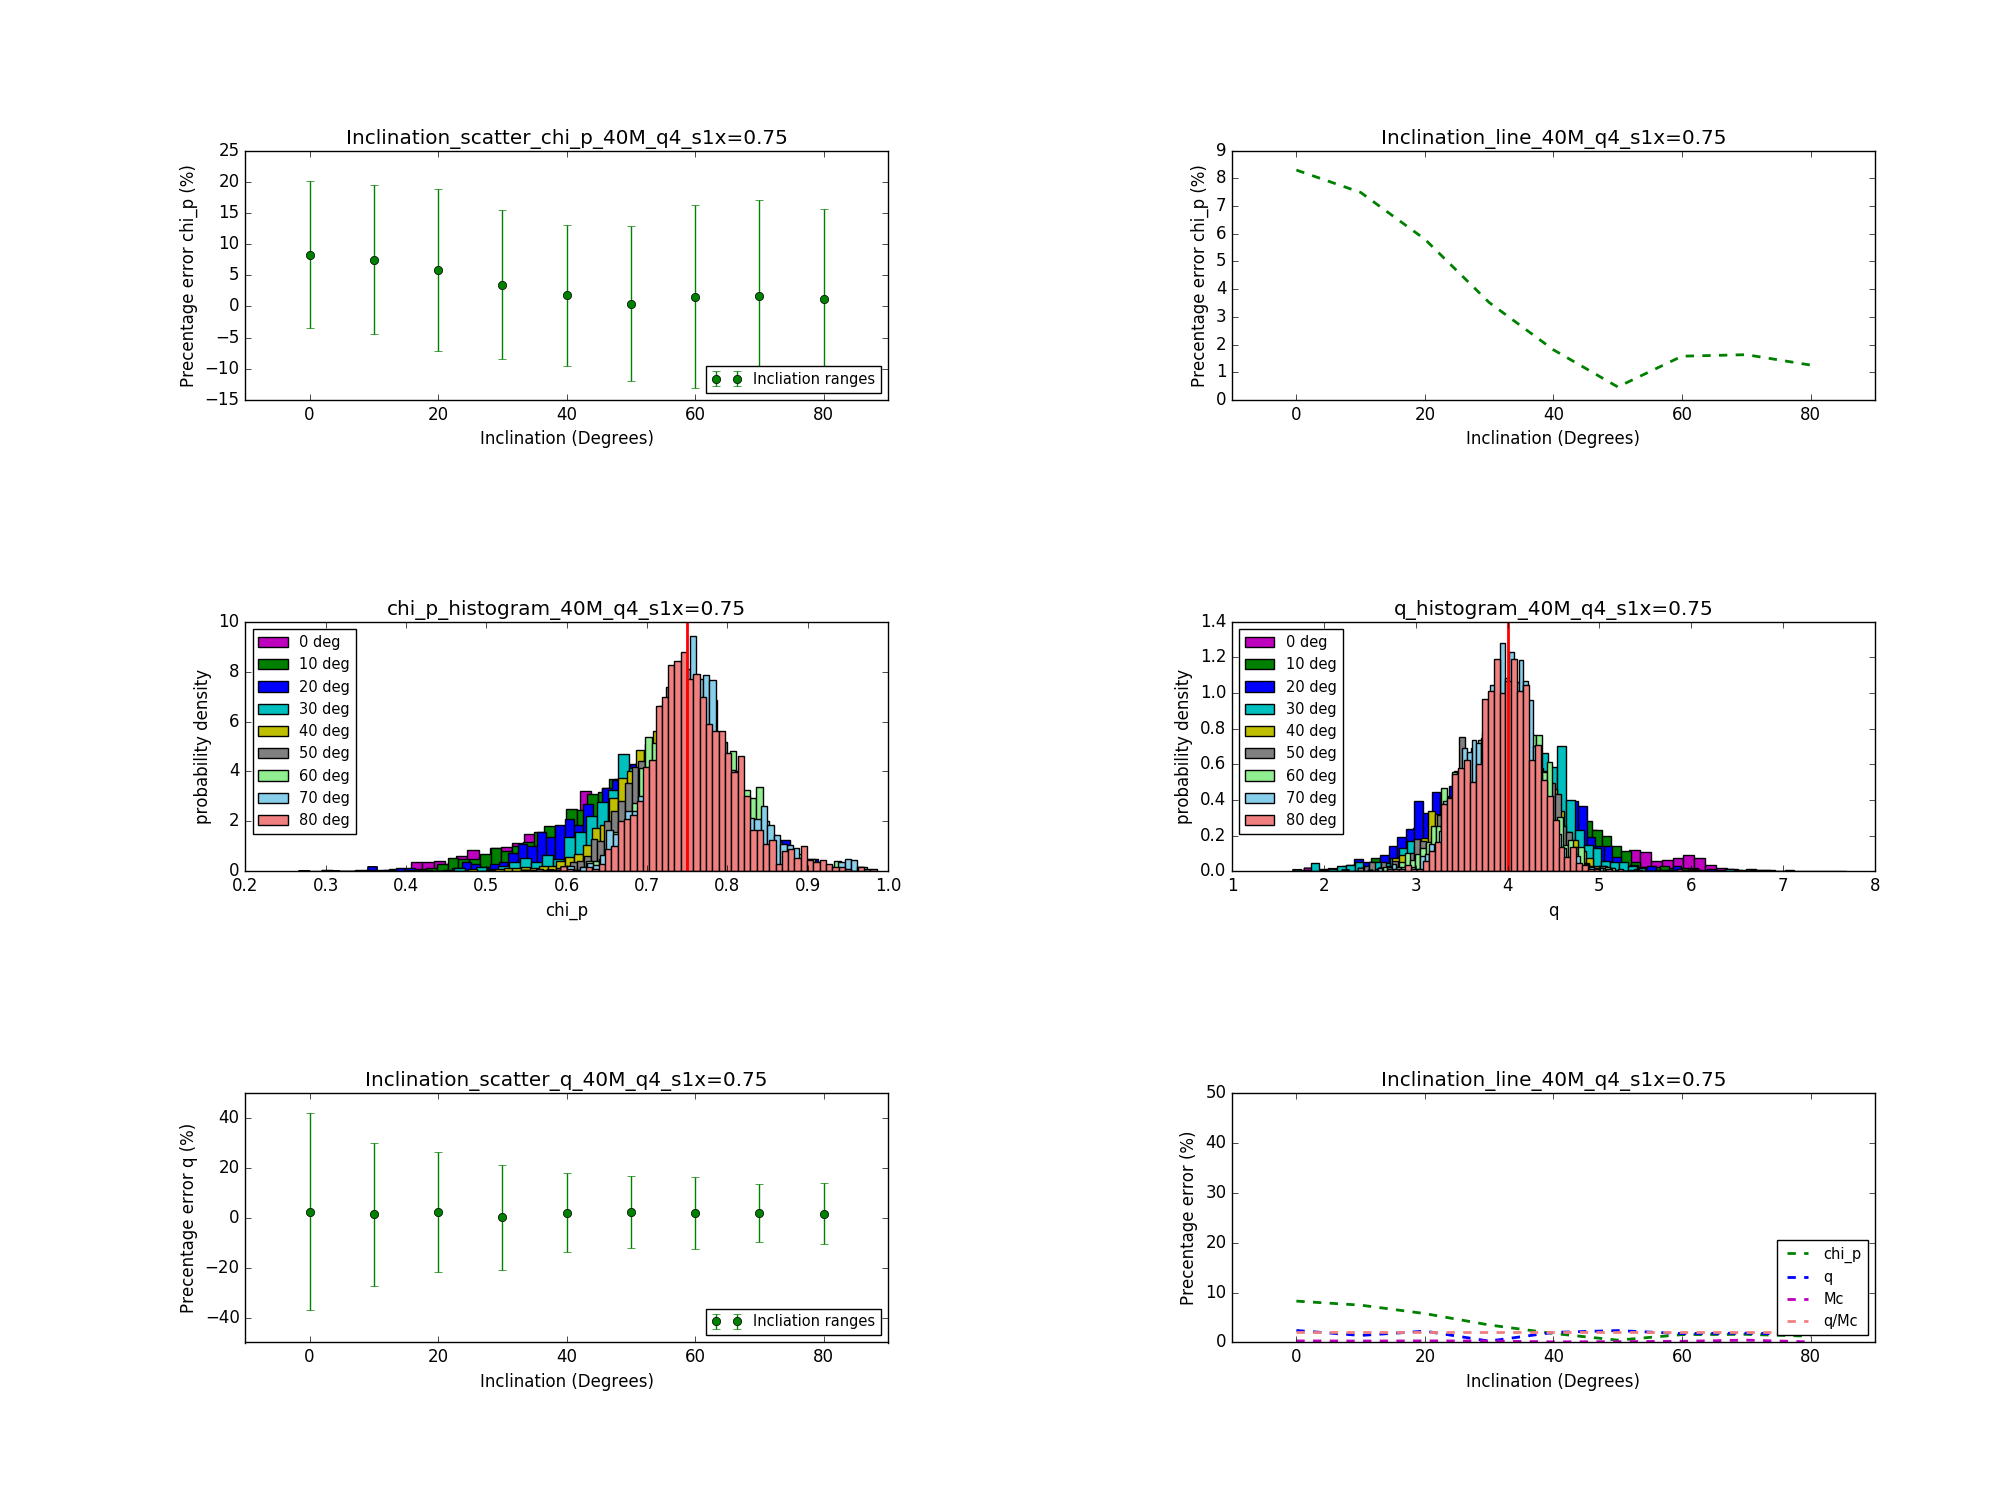 Inclination_scatter_chi_p_40M_q4_s1x=0.75
Precentage error chi_p (%)
25
20
15
10
5
0
−5
−10
−15
Incliation ranges
0 20 40 60 80
Inclination (Degrees)
Inclination_line_40M_q4_s1x=0.75
Precentage error chi_p (%)
9
8
7
6
5
4
3
2
1
0
0 20 40 60 80
Inclination (Degrees)
chi_p_histogram_40M_q4_s1x=0.75
probability density
10
8
6
4
2
0
0 deg
10 deg
20 deg
30 deg
40 deg
50 deg
60 deg
70 deg
80 deg
0.2 0.3 0.4 0.5 0.6 0.7 0.8 0.9 1.0
chi_p
q_histogram_40M_q4_s1x=0.75
probability density
1.4
1.2
1.0
0.8
0.6
0.4
0.2
0.0
0 deg
10 deg
20 deg
30 deg
40 deg
50 deg
60 deg
70 deg
80 deg
1 2 3 4 5 6 7 8
q
Inclination_scatter_q_40M_q4_s1x=0.75
Precentage error q (%)
40
20
0
−20
−40
Incliation ranges
0 20 40 60 80
Inclination (Degrees)
Inclination_line_40M_q4_s1x=0.75
Precentage error (%)
50
40
30
20
10
0
chi_p
q
Mc
q/Mc
0 20 40 60 80
Inclination (Degrees)